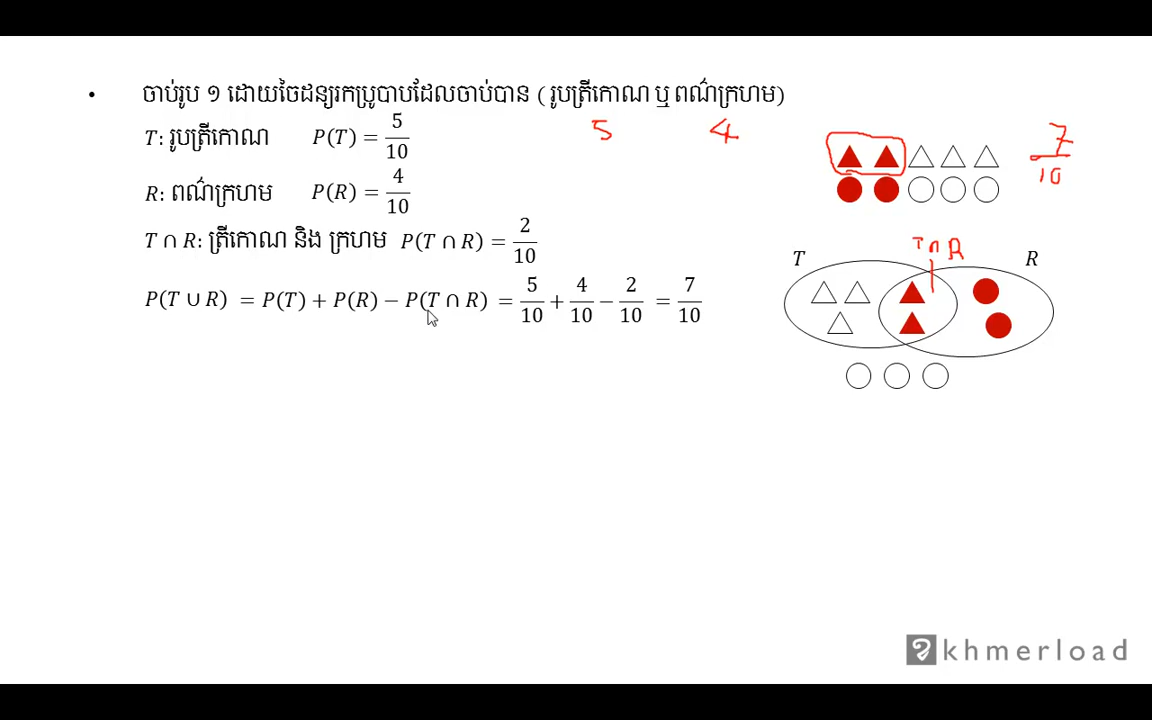 • ចាប់រូប ១ ដោយចៃដន្យរកប្រូបាបដែលចាប់បាន ( រូបត្រីកោណ ឬ ពណ៌ក្រហម)
5 4
T: រូបត្រីកោណ P(T) = 5/10
7/10
R: ពណ៌ក្រហម P(R) = 4/10
T ∩ R: ត្រីកោណ និង ក្រហម P(T ∩ R) = 2/10
T ∩ R
T R
P(T ∪ R) = P(T) + P(R) − P(T ∩ R) = 5/10 + 4/10 − 2/10 = 7/10
khmerload